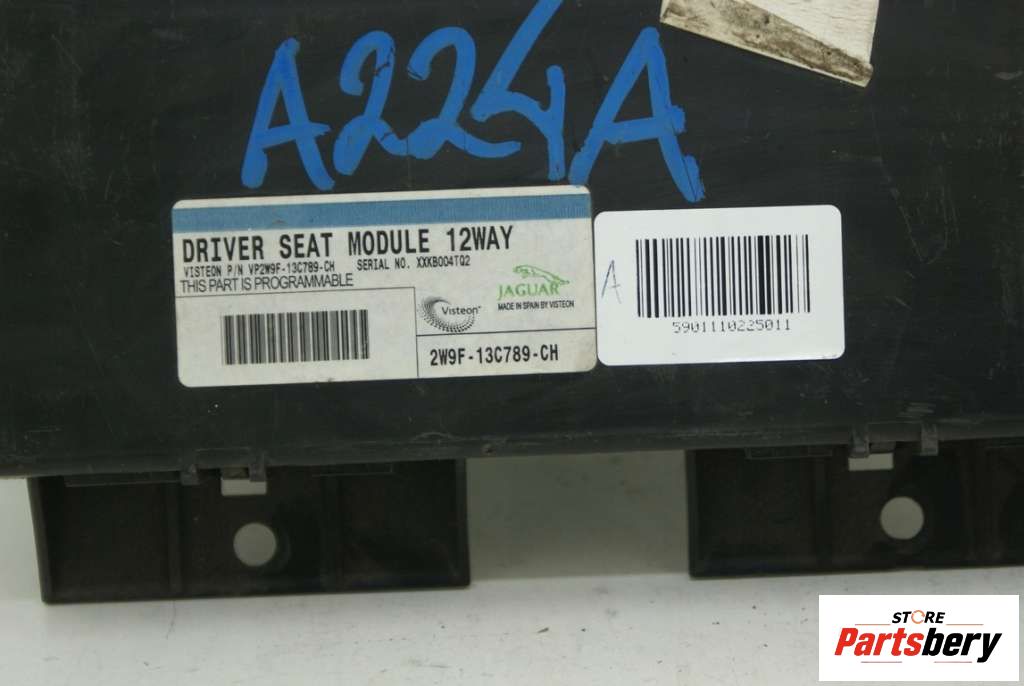 A224A
DRIVER SEAT MODULE 12WAY
VISTEON P/N VP2W9F-13C789-CH SERIAL NO. XXKB004TQ2
THIS PART IS PROGRAMMABLE
Visteon
JAGUAR
MADE IN SPAIN BY VISTEON
2W9F-13C789-CH
A
5901110225011
STORE
Partsbery